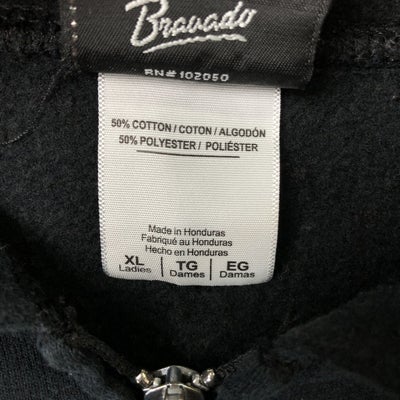 Bravado
RN# 102050
50% COTTON / COTON / ALGODÓN
50% POLYESTER / POLIÉSTER
Made in Honduras
Fabriqué au Honduras
Hecho en Honduras
XL TG EG
Ladies Dames Damas